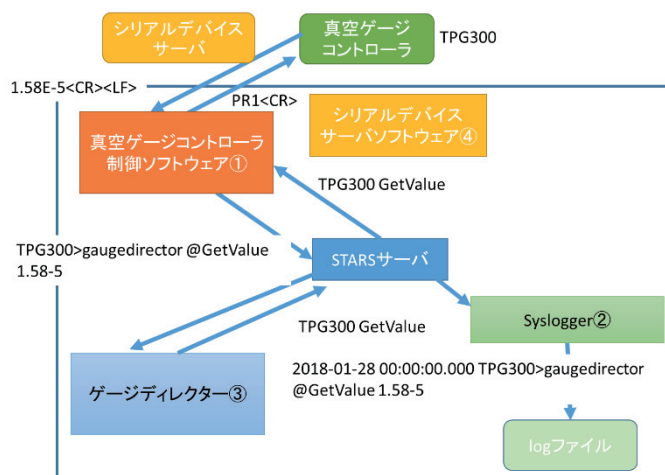 シリアルデバイス
サーバ
真空ゲージ
コントローラ
TPG300
1.58E-5<CR><LF>
PR1<CR>
真空ゲージコントローラ
制御ソフトウェア①
シリアルデバイス
サーバソフトウェア④
TPG300 GetValue
TPG300>gaugedirector @GetValue
1.58-5
STARSサーバ
TPG300 GetValue
Syslogger②
ゲージディレクター③
2018-01-28 00:00:00.000 TPG300>gaugedirector
@GetValue 1.58-5
logファイル